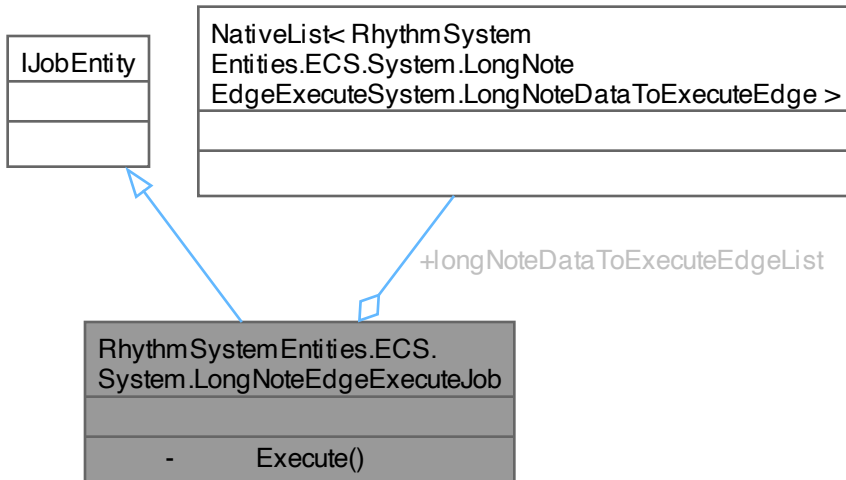 IJobEntity
NativeList< RhythmSystem
Entities.ECS.System.LongNote
EdgeExecuteSystem.LongNoteDataToExecuteEdge >
+longNoteDataToExecuteEdgeList
RhythmSystemEntities.ECS.
System.LongNoteEdgeExecuteJob
- Execute()